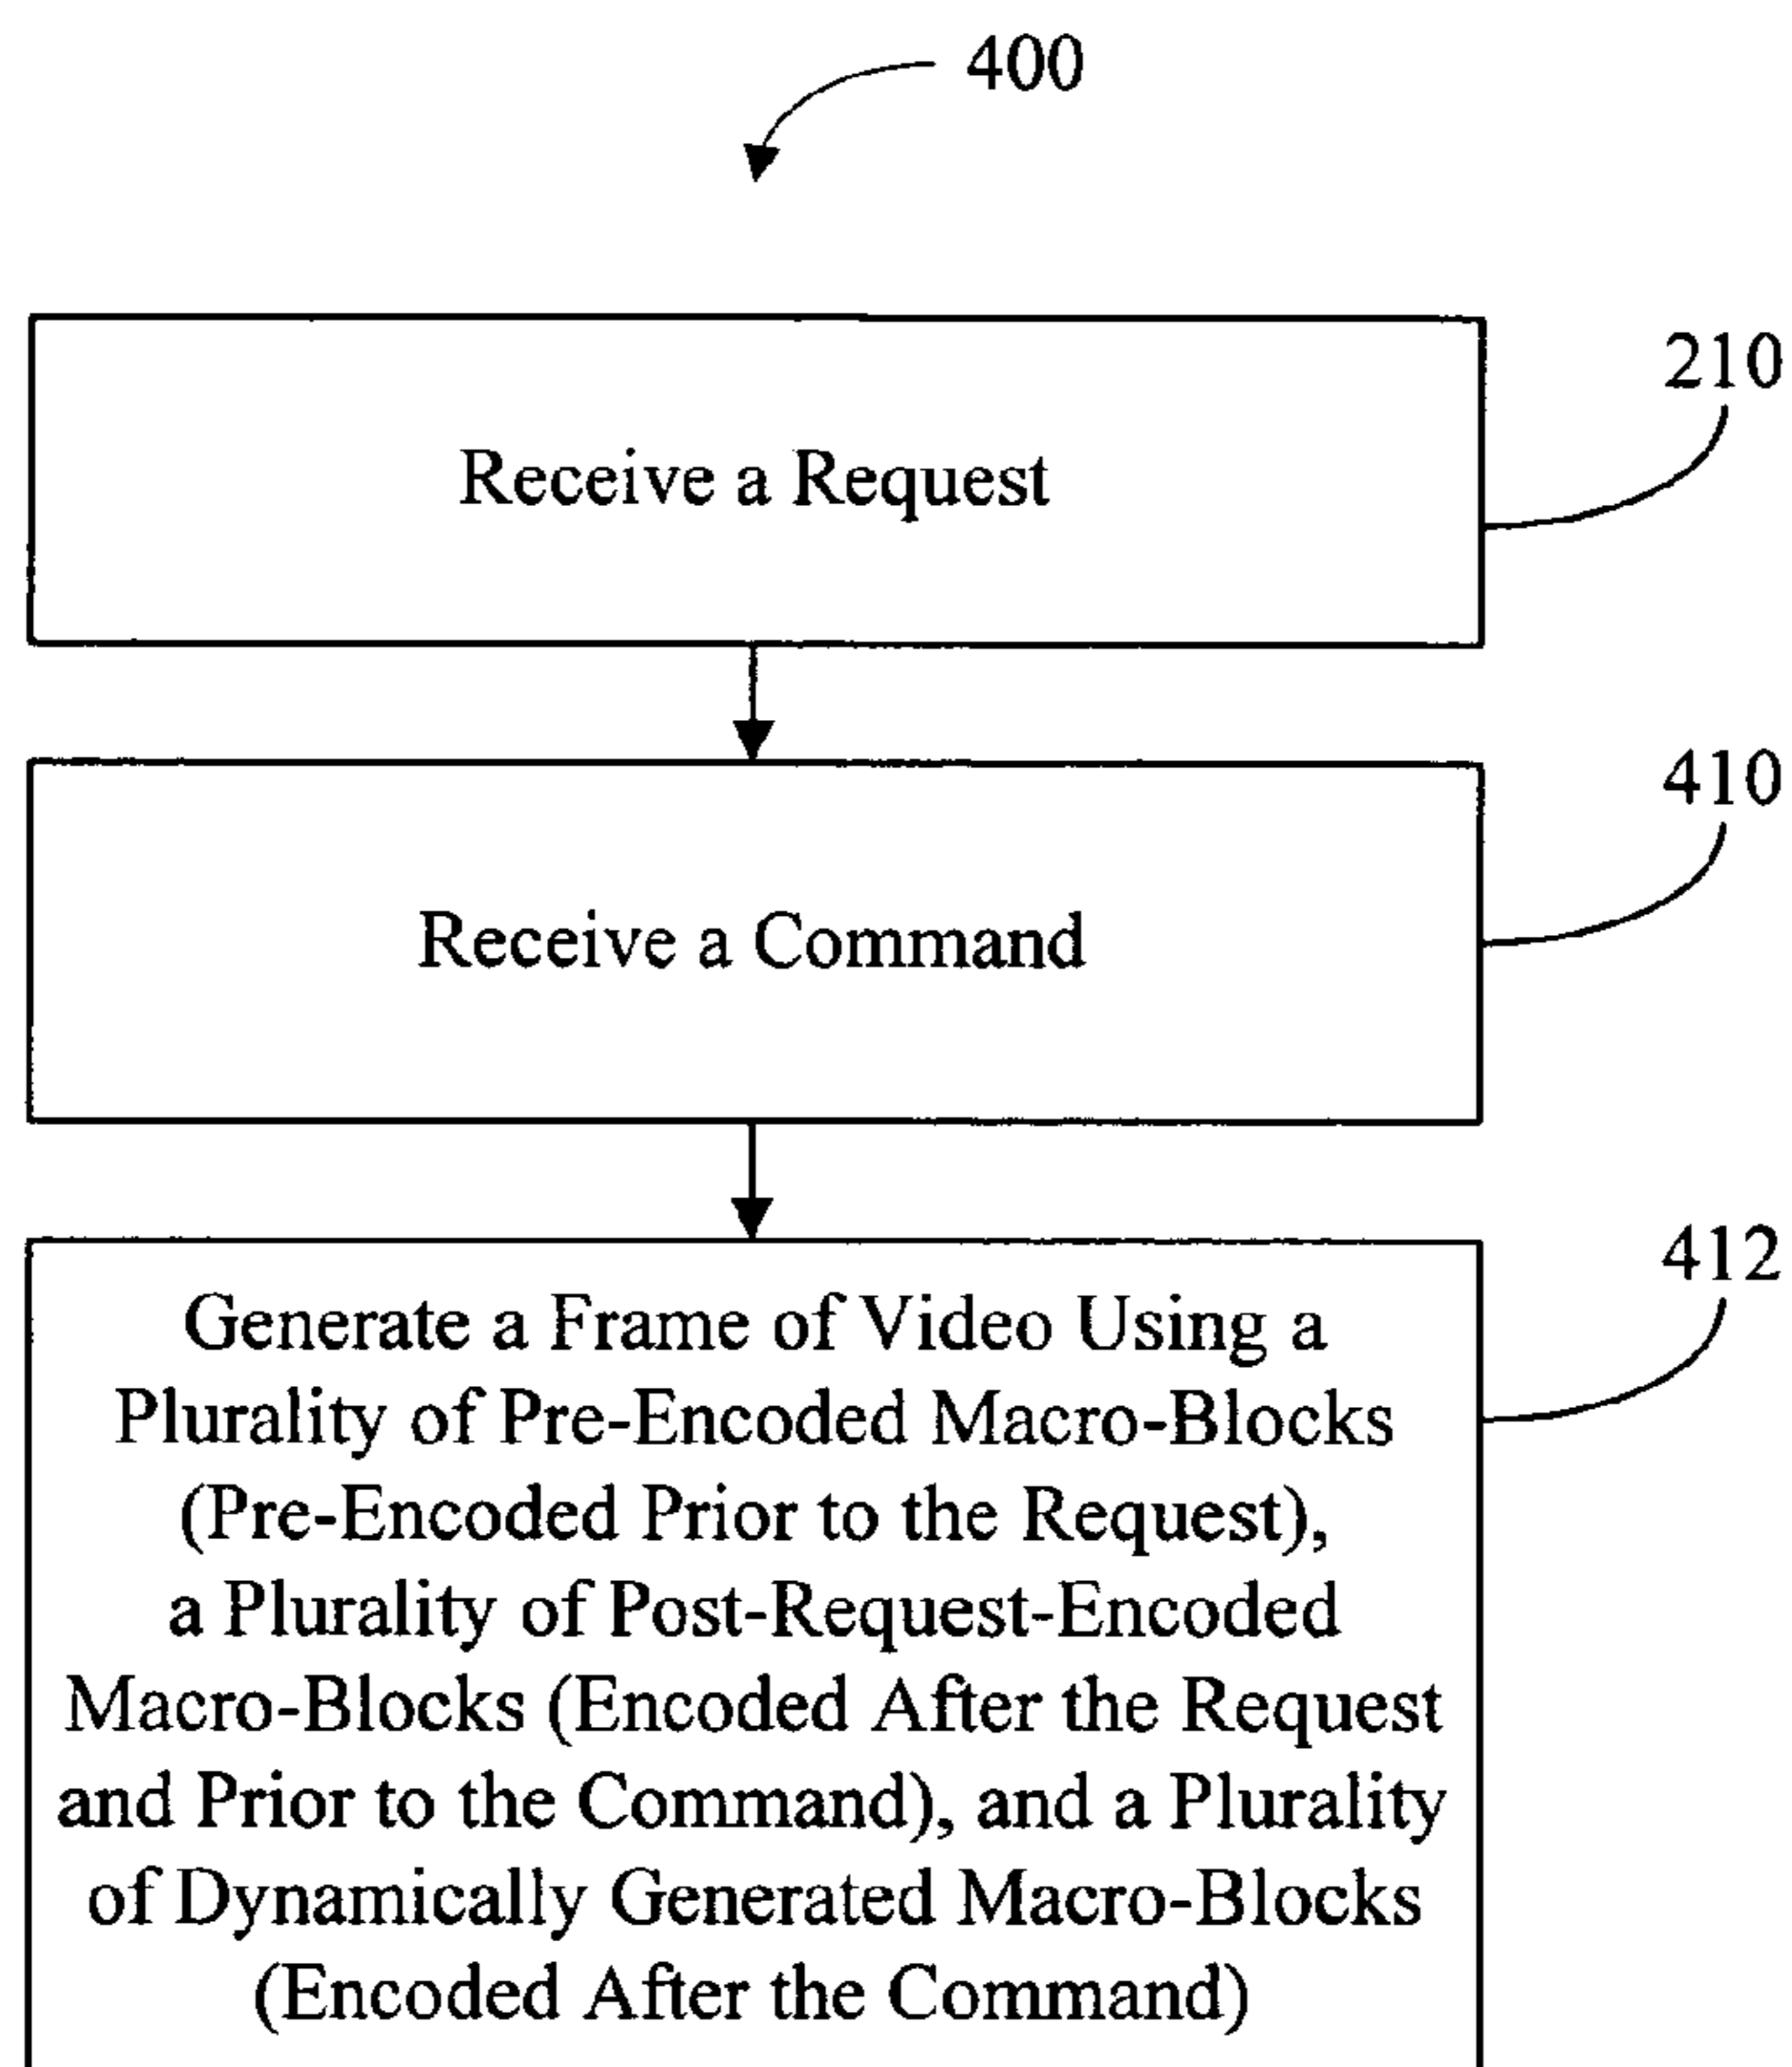 400
210
Receive a Request
410
Receive a Command
412
Generate a Frame of Video Using a
Plurality of Pre-Encoded Macro-Blocks
(Pre-Encoded Prior to the Request),
a Plurality of Post-Request-Encoded
Macro-Blocks (Encoded After the Request
and Prior to the Command), and a Plurality
of Dynamically Generated Macro-Blocks
(Encoded After the Command)